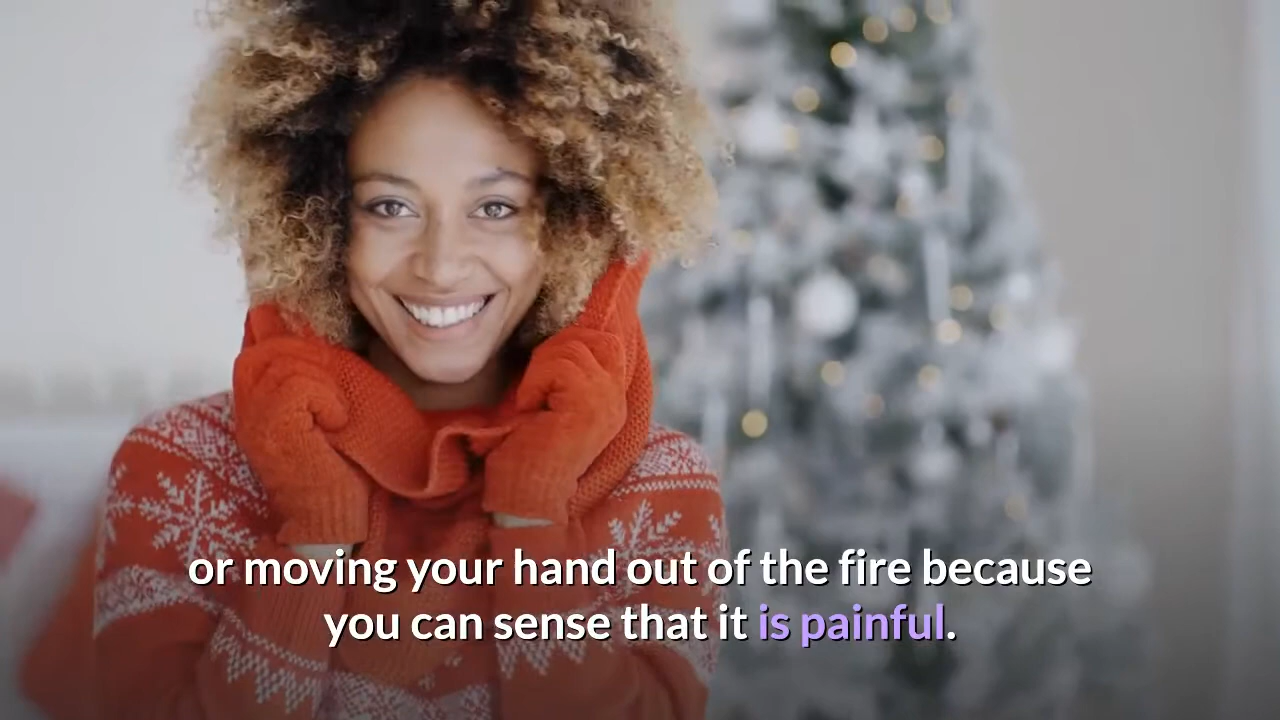 or moving your hand out of the fire because
you can sense that it is painful.